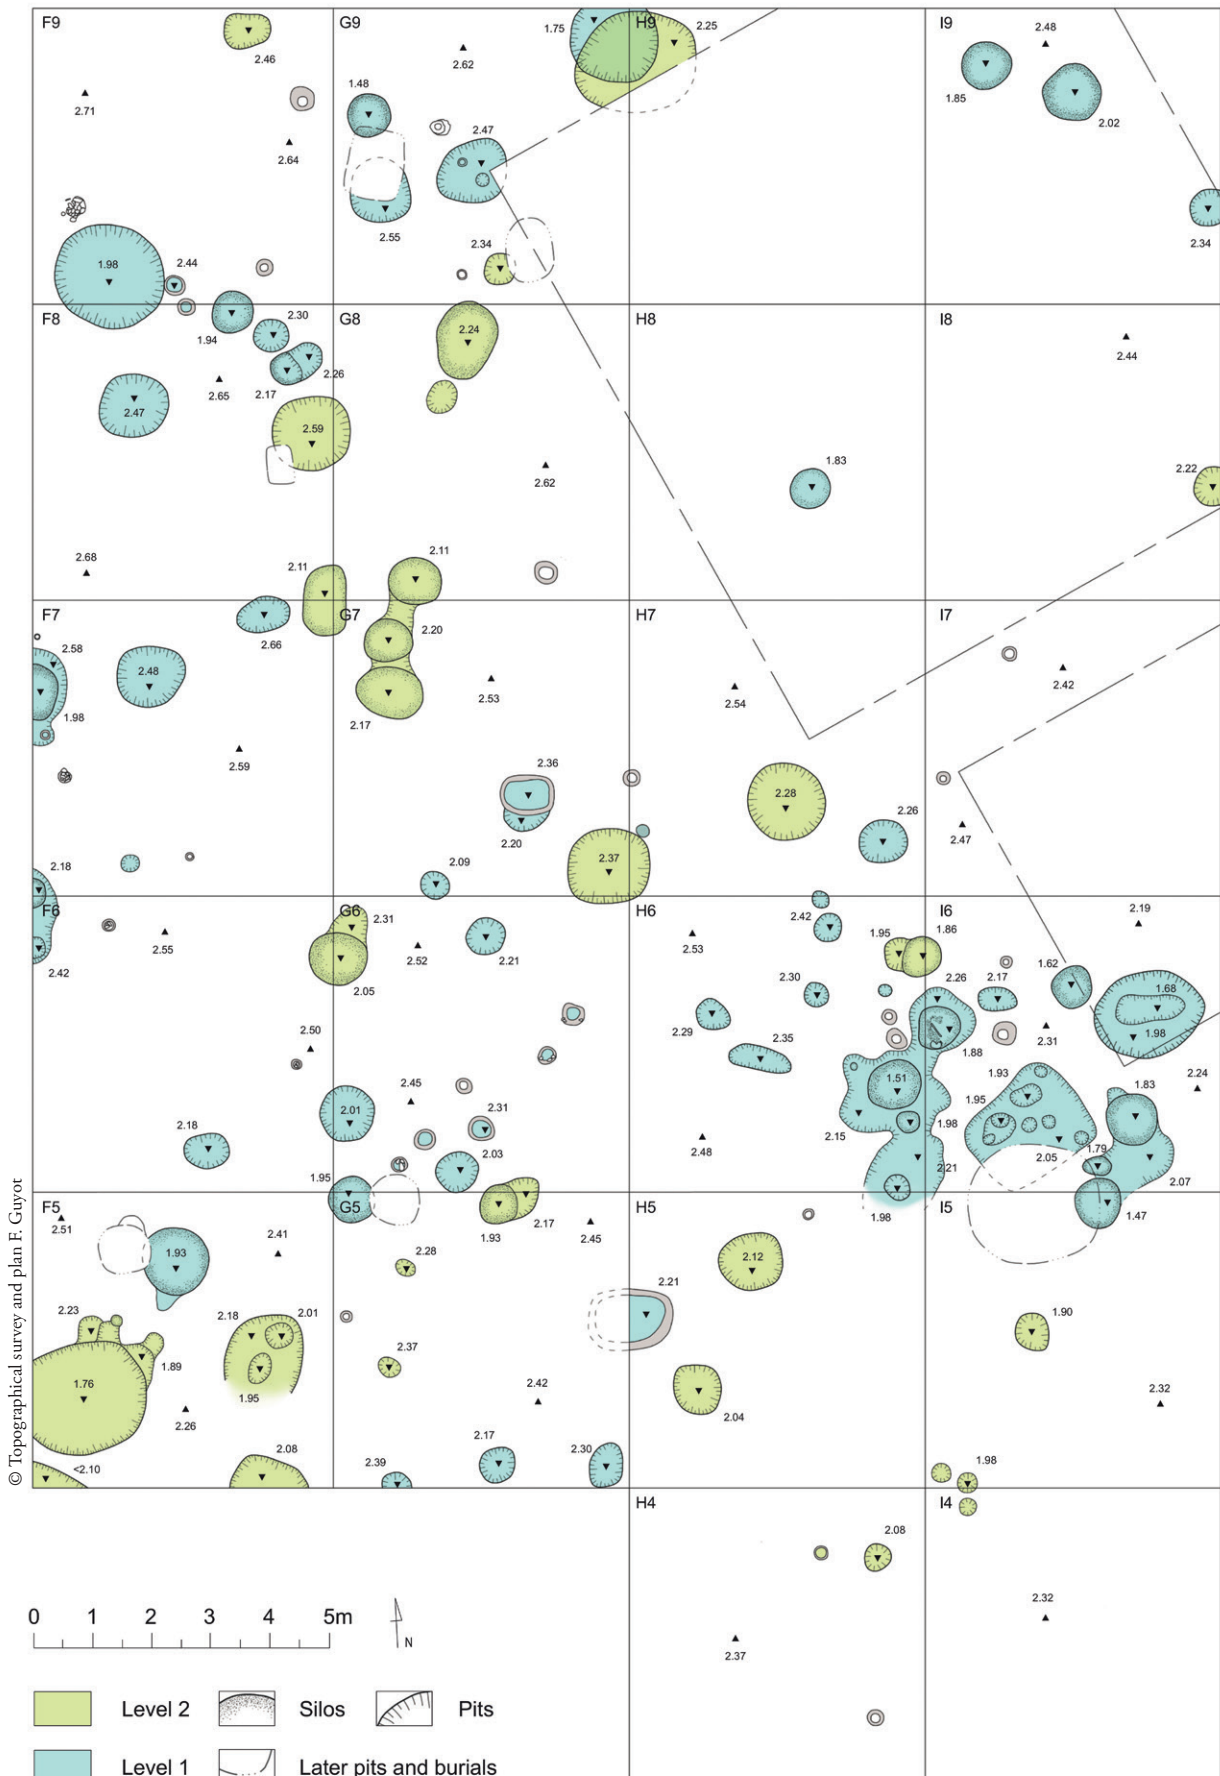 F9 G9 H9 I9
2.46 2.62 1.75 2.25 2.48
2.71 1.48 1.85 2.02
2.64 2.47
2.55 2.34
1.98 2.44 2.34
F8 G8 H8 I8
1.94 2.30 2.24 2.44
2.65 2.17 2.26
2.47 2.59
2.62 1.83 2.22
2.68 2.11 2.11
F7 G7 H7 I7
2.58 2.66 2.20
2.48 2.53 2.54 2.42
1.98 2.17
2.59 2.36 2.28 2.26 2.47
2.20
2.18 2.09 2.37
F6 G6 H6 I6
2.55 2.31 2.52 2.21 2.53 2.42 1.95 1.86 2.19
2.42 2.05 2.30 2.26 2.17 1.62 1.68
2.50 2.29 2.35 1.88 2.31 1.98
2.45 1.51 1.93 2.24
2.01 2.31 1.95 1.83
2.18 2.03 2.48 2.15 1.98 2.05 1.79
1.95 2.21 2.07
F5 G5 H5 I5
2.51 1.93 2.41 1.93 2.17 2.45 1.98 1.47
2.28 2.12
2.23 2.18 2.01 2.21 1.90
1.89 2.37
1.76 1.95 2.42 2.04 2.32
2.26
<2.10 2.08 2.39 2.17 2.30 1.98
H4 I4
2.08
2.32
2.37
© Topographical survey and plan F. Guyot
0 1 2 3 4 5m
N
Level 2 Silos Pits
Level 1 Later pits and burials